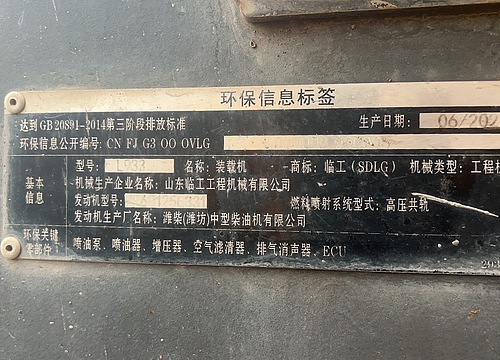 环保信息标签
达到GB 20891-2014第三阶段排放标准 生产日期: 06/202
环保信息公开编号: CN FJ G3 OO OVLG
型号: L933 名称: 装载机 商标: 临工(SDLG) 机械类型: 工程机
基本信息 机械生产企业名称: 山东临工工程机械有限公司
发动机型号: 燃料喷射系统型式: 高压共轨
发动机生产厂名称: 潍柴(潍坊)中型柴油机有限公司
环保关键零部件 喷油泵、喷油器、增压器、空气滤清器、排气消声器、ECU